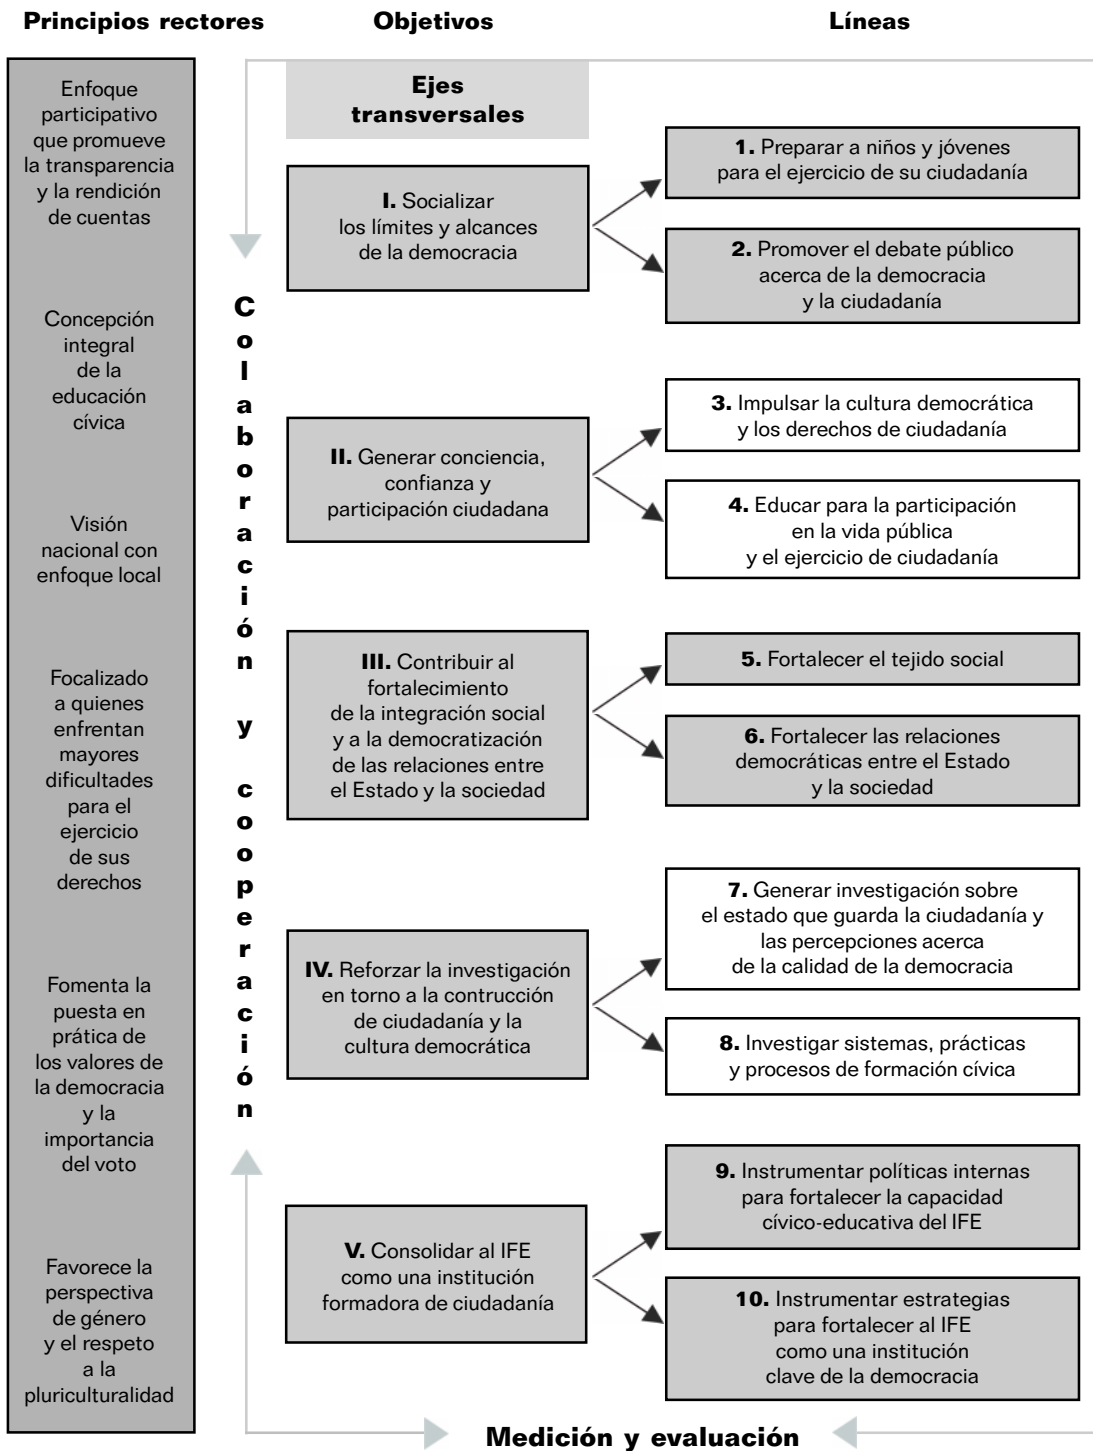 Principios rectores
Objetivos
Líneas
Enfoque
participativo
que promueve
la transparencia
y la rendición
de cuentas
Concepción
integral
de la
educación
cívica
Visión
nacional con
enfoque local
Focalizado
a quienes
enfrentan
mayores
dificultades
para el
ejercicio
de sus
derechos
Fomenta la
puesta en
prática de
los valores de
la democracia
y la
importancia
del voto
Favorece la
perspectiva
de género
y el respeto
a la
pluriculturalidad
Colaboración y cooperación
Ejes
transversales
I. Socializar
los límites y alcances
de la democracia
1. Preparar a niños y jóvenes
para el ejercicio de su ciudadanía
2. Promover el debate público
acerca de la democracia
y la ciudadanía
II. Generar conciencia,
confianza y
participación ciudadana
3. Impulsar la cultura democrática
y los derechos de ciudadanía
4. Educar para la participación
en la vida pública
y el ejercicio de ciudadanía
III. Contribuir al
fortalecimiento
de la integración social
y a la democratización
de las relaciones entre
el Estado y la sociedad
5. Fortalecer el tejido social
6. Fortalecer las relaciones
democráticas entre el Estado
y la sociedad
IV. Reforzar la investigación
en torno a la contrucción
de ciudadanía y la
cultura democrática
7. Generar investigación sobre
el estado que guarda la ciudadanía y
las percepciones acerca
de la calidad de la democracia
8. Investigar sistemas, prácticas
y procesos de formación cívica
V. Consolidar al IFE
como una institución
formadora de ciudadanía
9. Instrumentar políticas internas
para fortalecer la capacidad
cívico-educativa del IFE
10. Instrumentar estrategias
para fortalecer al IFE
como una institución
clave de la democracia
Medición y evaluación